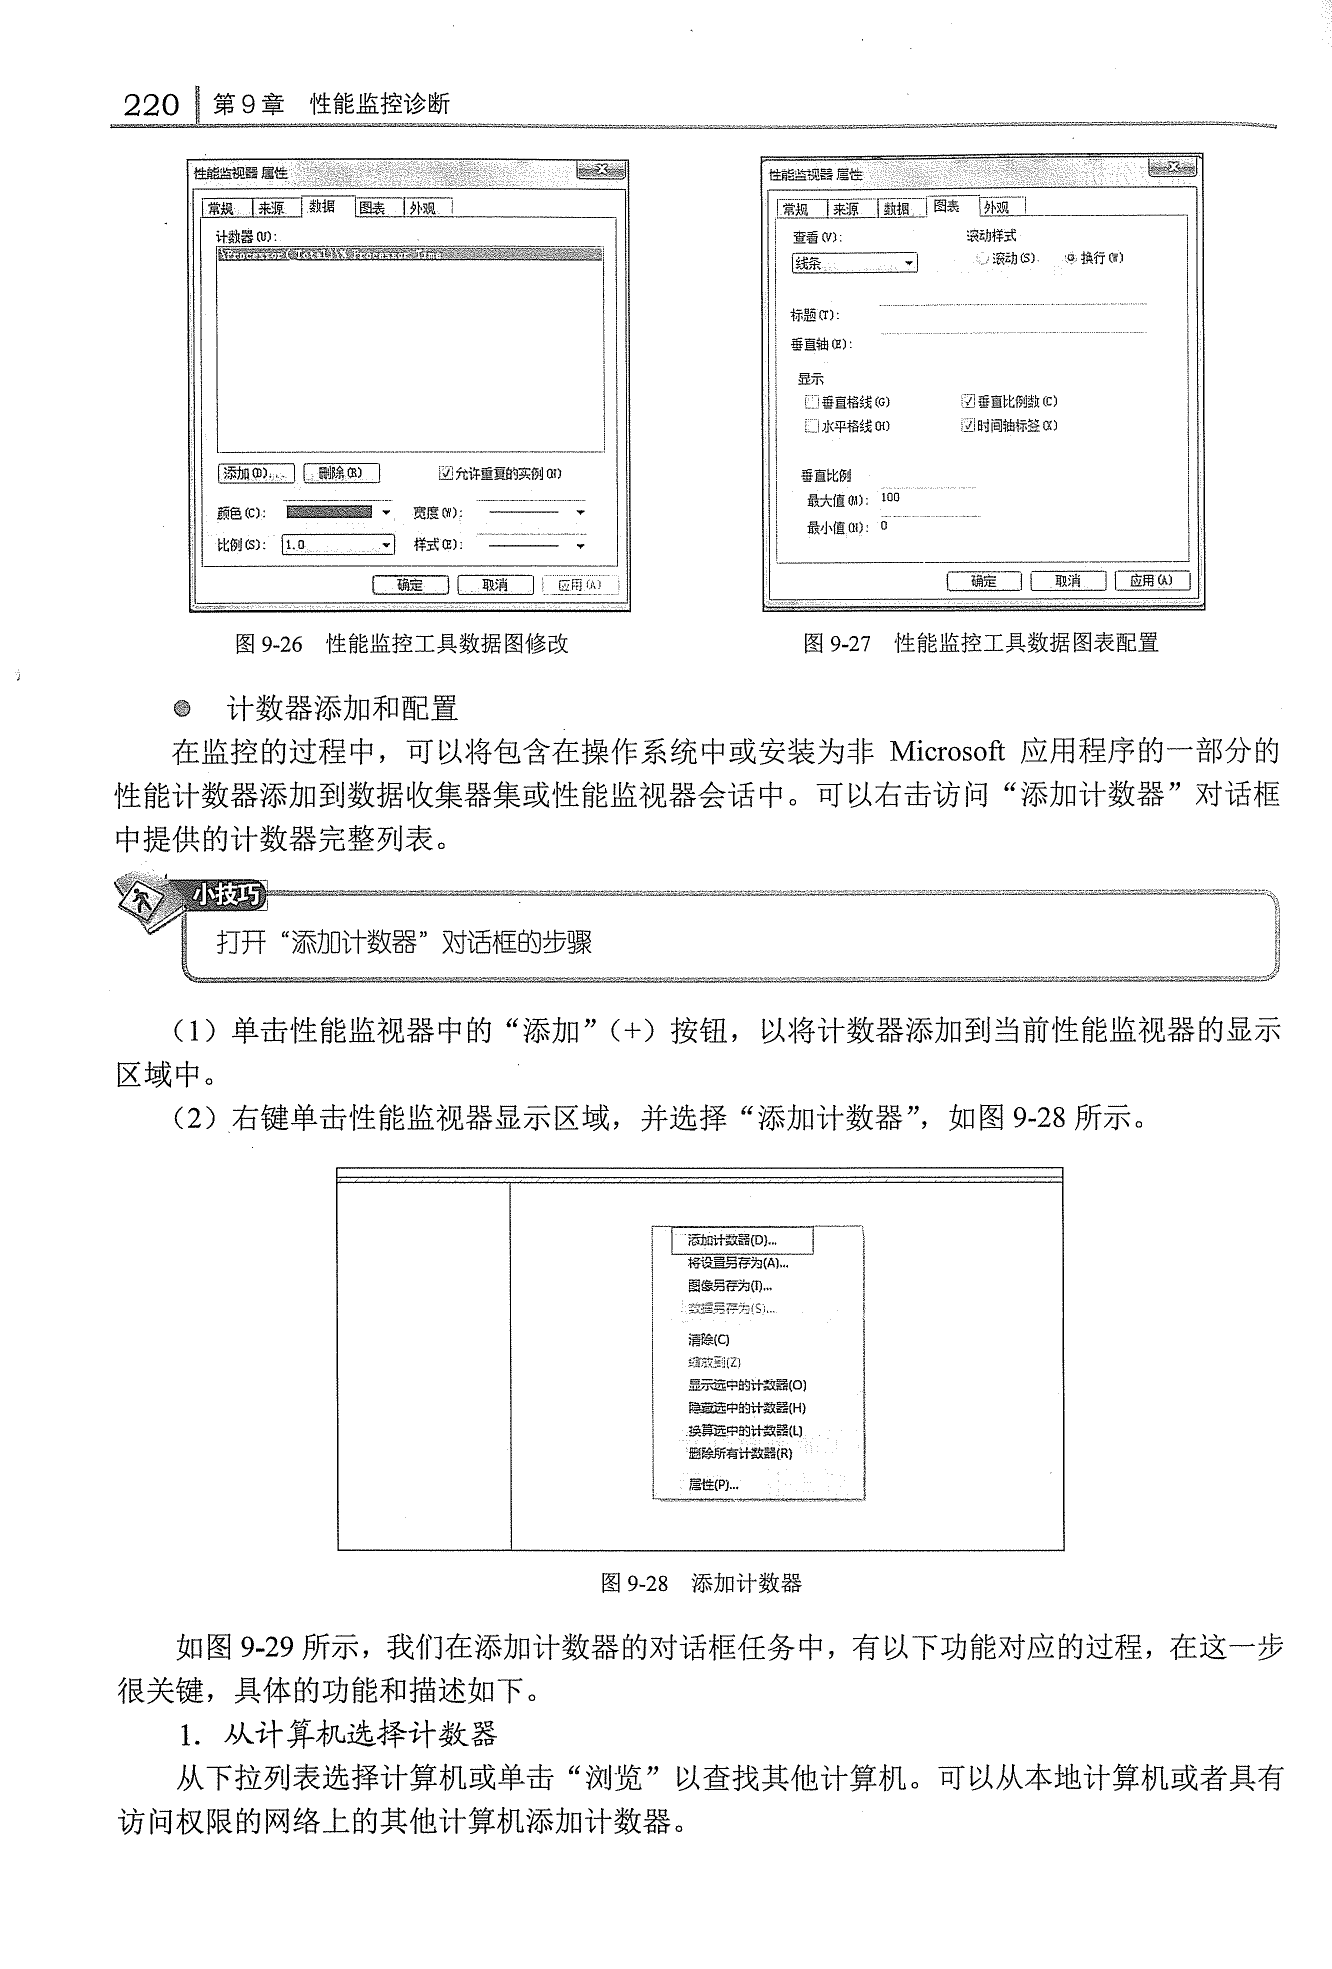 220 第9章 性能监控诊断
性能监视器 属性
常规 来源 数据 图表 外观
计数器(U):
\Processor(_Total)\% Processor Time
添加(D)... 删除(R) 允许重复的实例(N)
颜色(C): 宽度(W):
比例(S): 1.0 样式(E):
确定 取消 应用(A)
图 9-26 性能监控工具数据图修改
性能监视器 属性
常规 来源 数据 图表 外观
查看(V): 滚动样式
线条 滚动(S) 换行(W)
标题(T):
垂直轴(E):
显示
垂直格线(G) 垂直比例数(C)
水平格线(H) 时间轴标签(X)
垂直比例
最大值(M): 100
最小值(N): 0
确定 取消 应用(A)
图 9-27 性能监控工具数据图表配置
计数器添加和配置
在监控的过程中，可以将包含在操作系统中或安装为非 Microsoft 应用程序的一部分的
性能计数器添加到数据收集器集或性能监视器会话中。可以右击访问“添加计数器”对话框
中提供的计数器完整列表。
小技巧
打开“添加计数器”对话框的步骤
（1）单击性能监视器中的“添加”（+）按钮，以将计数器添加到当前性能监视器的显示
区域中。
（2）右键单击性能监视器显示区域，并选择“添加计数器”，如图 9-28 所示。
添加计数器(D)...
将设置另存为(A)...
图像另存为(I)...
数据另存为(S)...
清除(C)
缩放到(Z)
显示选中的计数器(O)
隐藏选中的计数器(H)
换算选中的计数器(L)
删除所有计数器(R)
属性(P)...
图 9-28 添加计数器
如图 9-29 所示，我们在添加计数器的对话框任务中，有以下功能对应的过程，在这一步
很关键，具体的功能和描述如下。
1．从计算机选择计数器
从下拉列表选择计算机或单击“浏览”以查找其他计算机。可以从本地计算机或者具有
访问权限的网络上的其他计算机添加计数器。